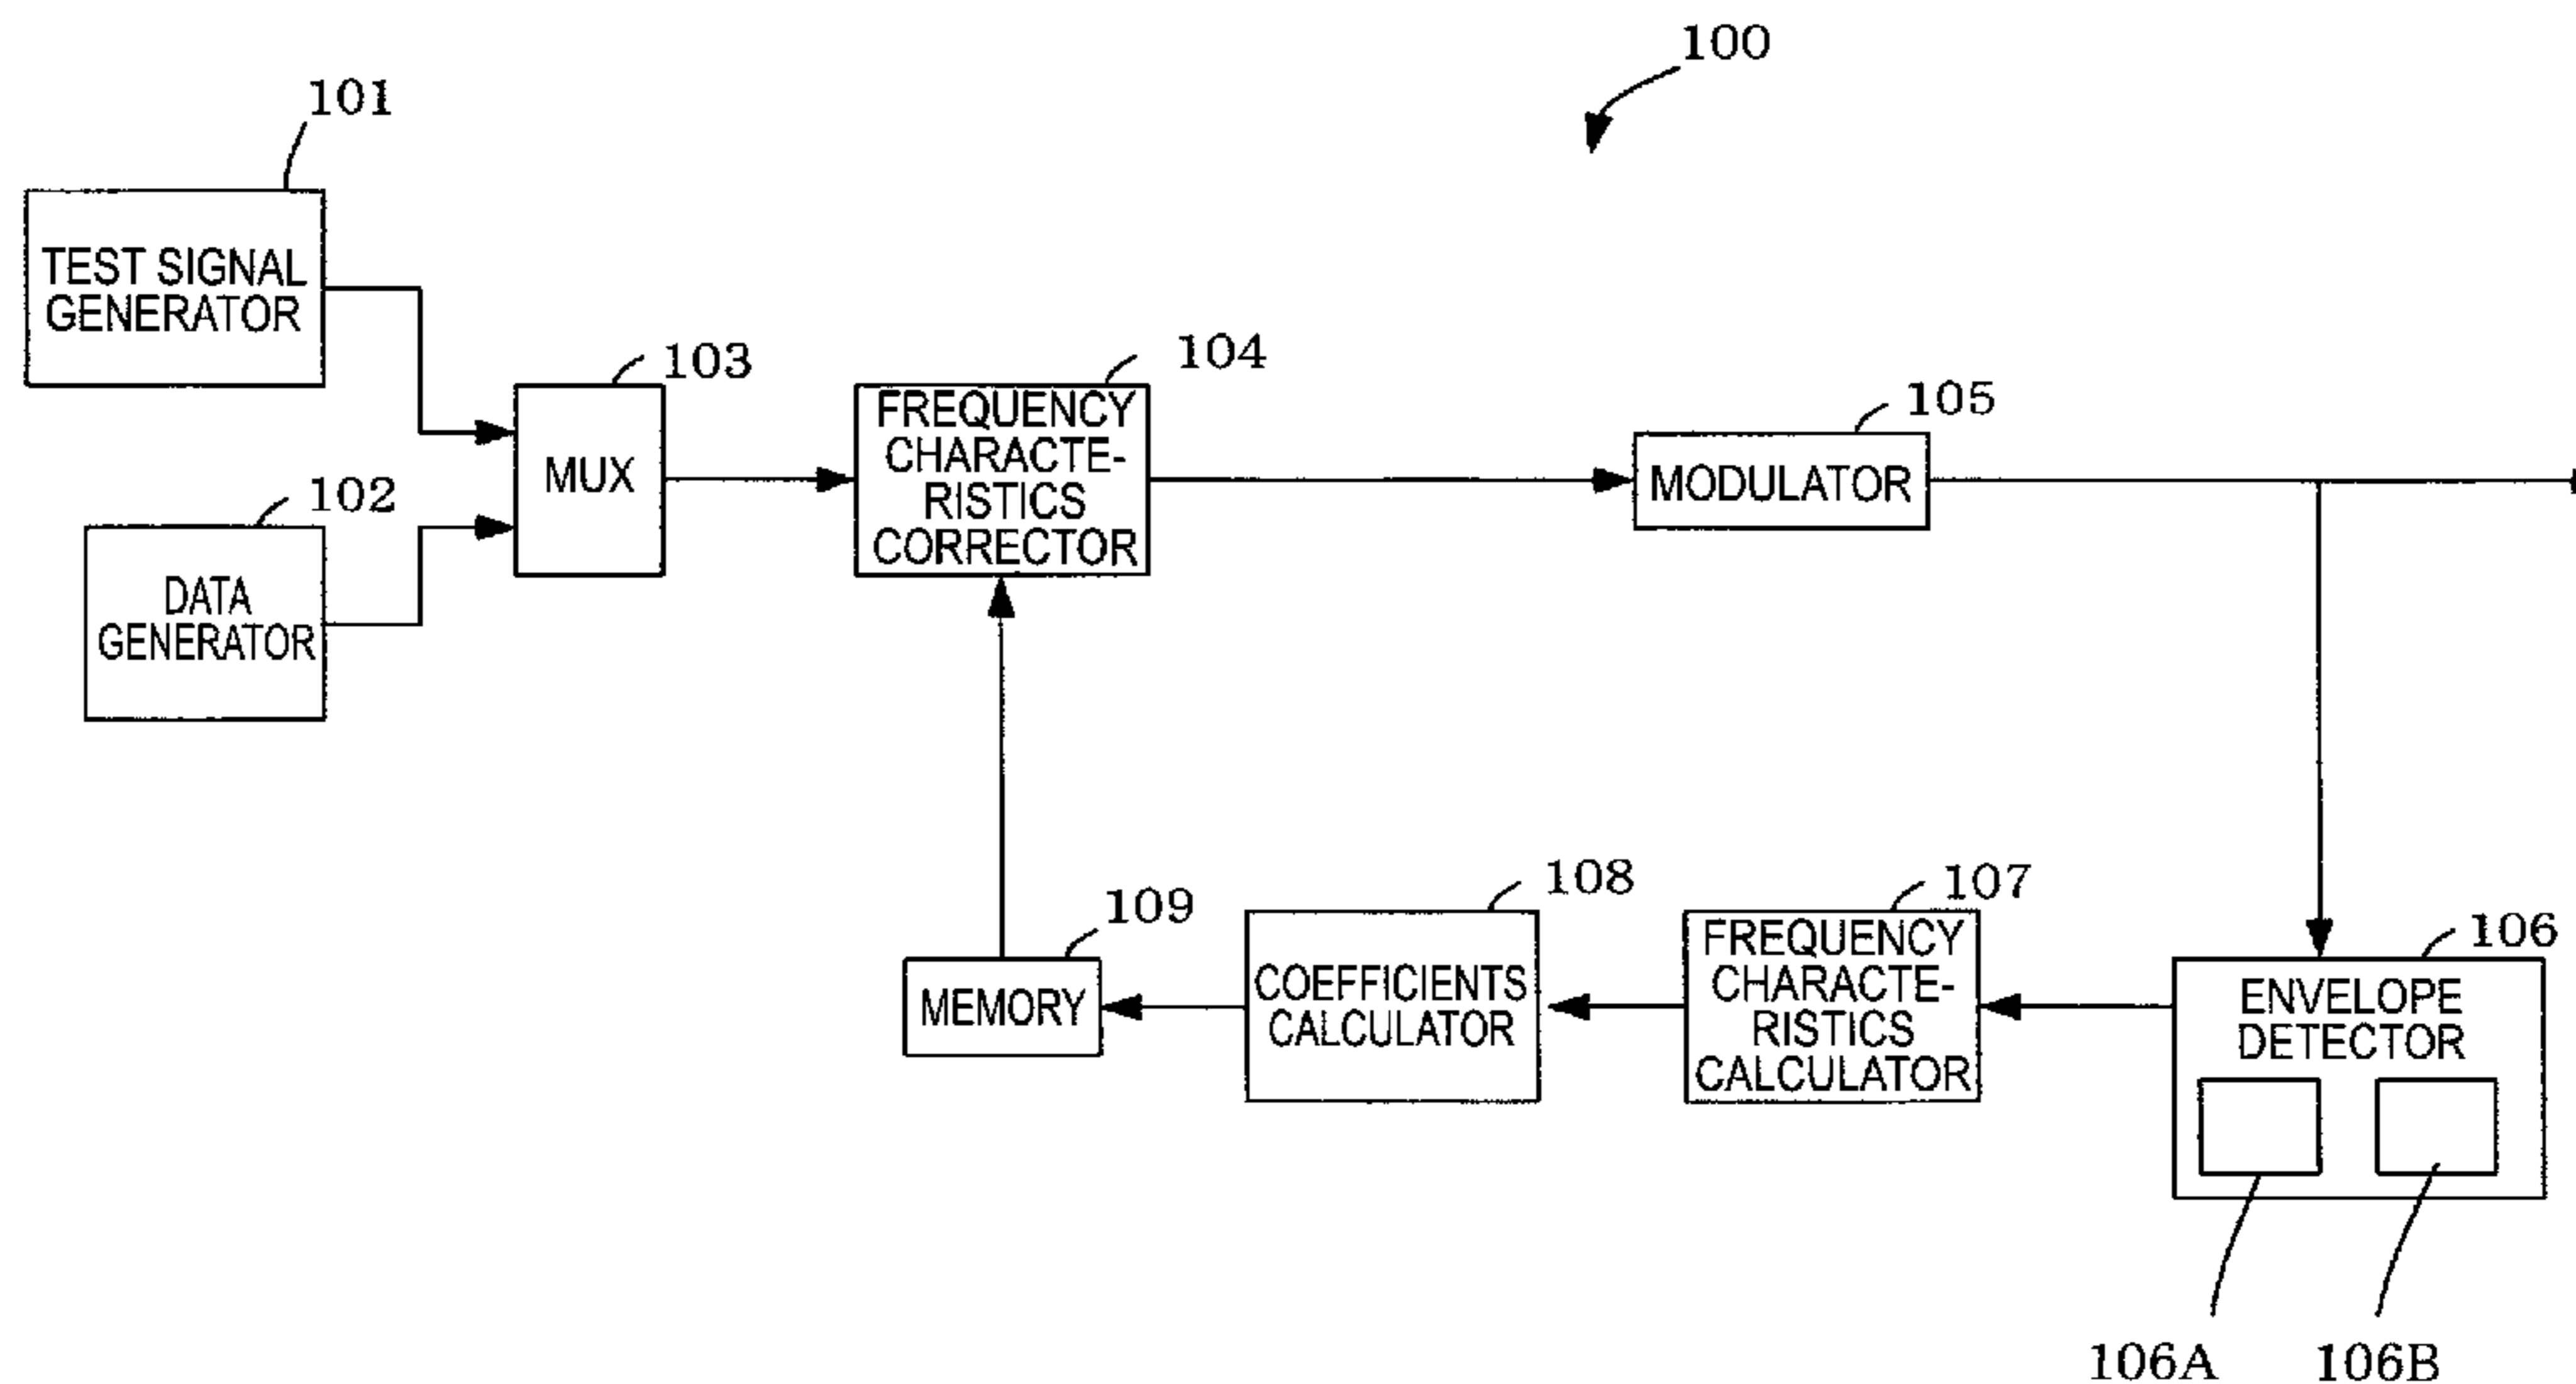 100
101
TEST SIGNAL
GENERATOR
102
DATA
GENERATOR
103
MUX
104
FREQUENCY
CHARACTE-
RISTICS
CORRECTOR
105
MODULATOR
106
ENVELOPE
DETECTOR
106A
106B
107
FREQUENCY
CHARACTE-
RISTICS
CALCULATOR
108
COEFFICIENTS
CALCULATOR
109
MEMORY